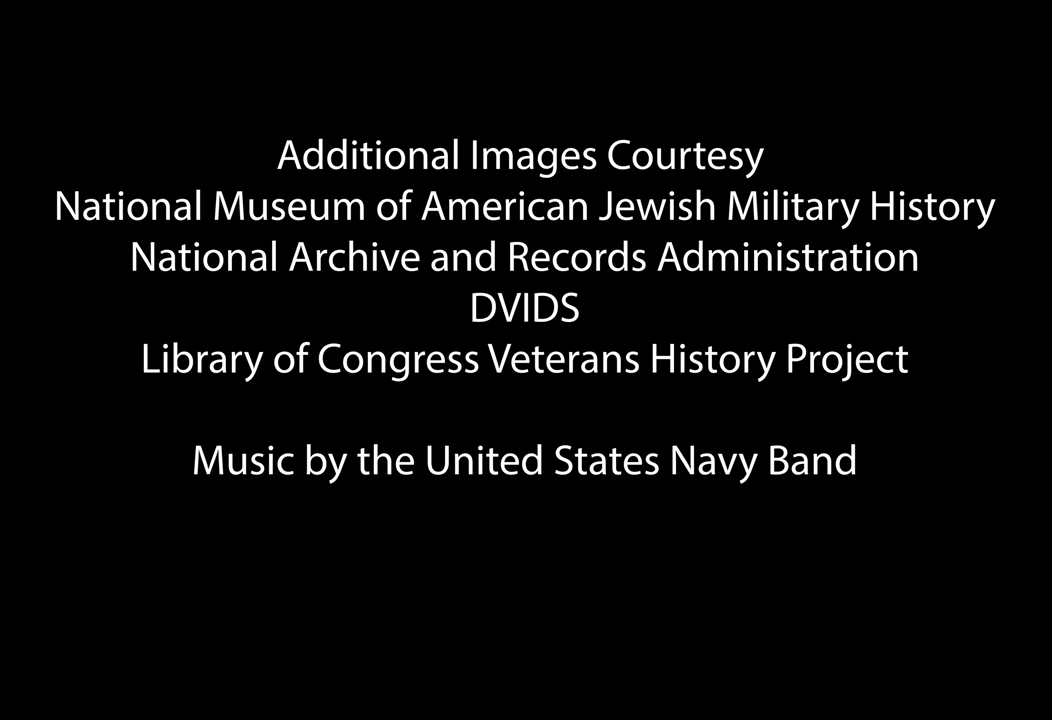 Additional Images Courtesy
National Museum of American Jewish Military History
National Archive and Records Administration
DVIDS
Library of Congress Veterans History Project
Music by the United States Navy Band